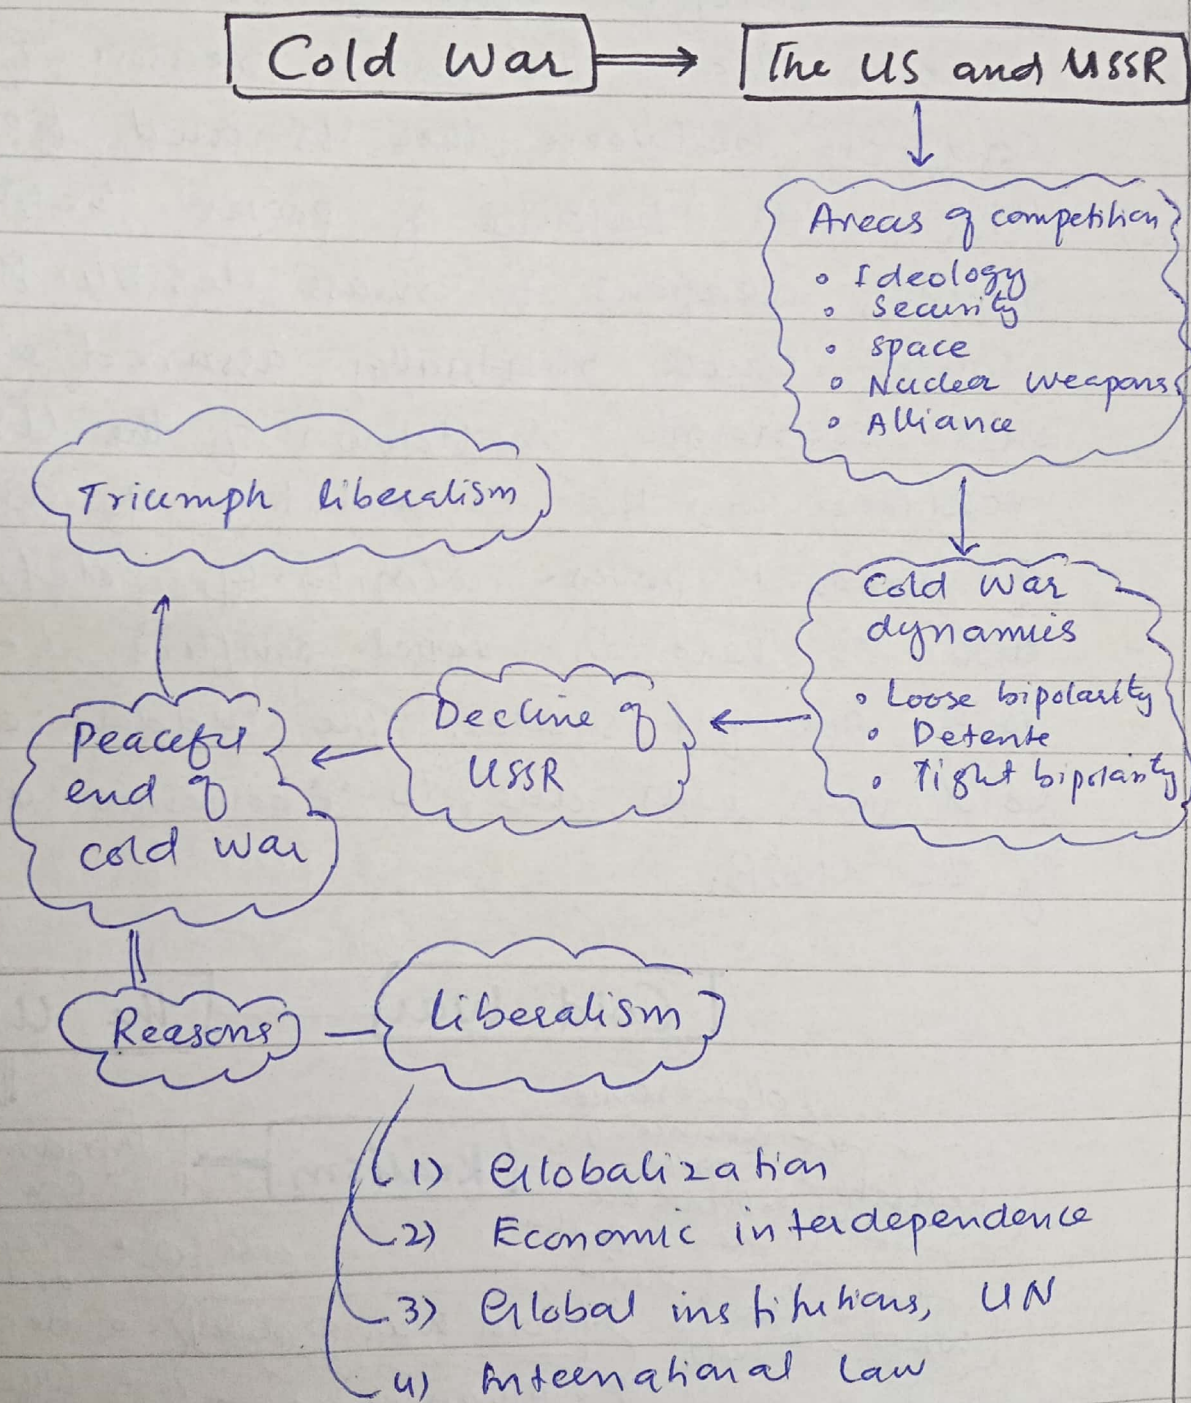 Cold War
The US and USSR
Areas of competition
• Ideology
• Security
• space
• Nuclear weapons
• Alliance
Cold War
dynamics
• Loose bipolarity
• Detente
• Tight bipolarity
Decline of
USSR
Peaceful
end of
cold war
Triumph liberalism
Reasons
liberalism
1) Globalization
2) Economic interdependence
3) Global institutions, UN
4) International Law